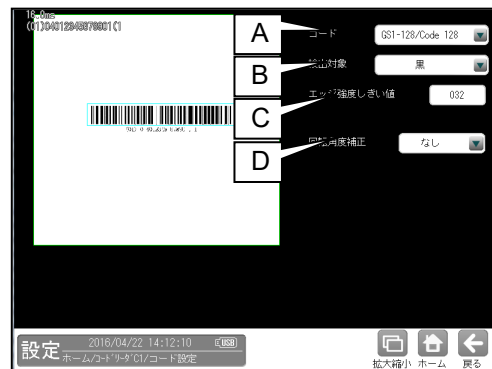 16.0ms
A
コード
GS1-128/Code 128
B
検出対象
黒
C
エッジ強度しきい値
032
D
回転角度補正
なし
設定
2016/04/22 14:12:10
USB
ホーム/コードリーダC1/コード設定
拡大縮小 ホーム 戻る